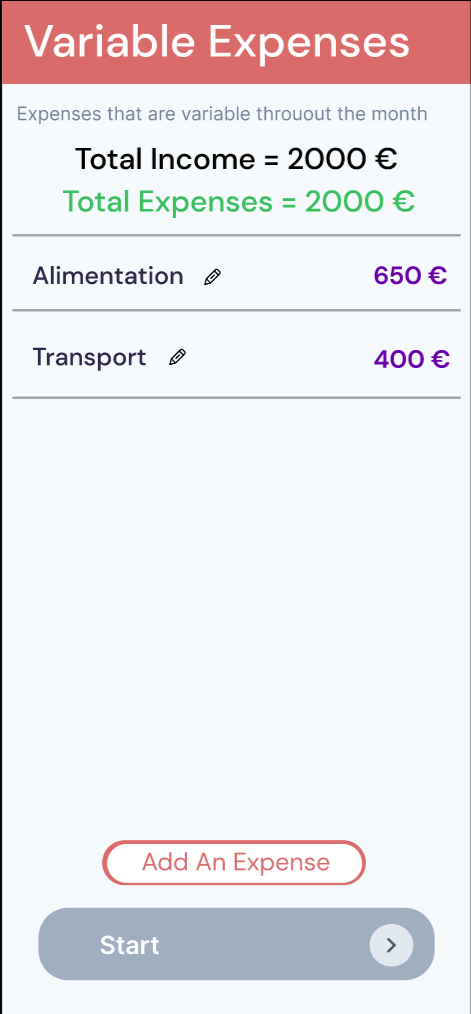 Variable Expenses
Expenses that are variable throuout the month
Total Income = 2000 €
Total Expenses = 2000 €
Alimentation 650 €
Transport 400 €
Add An Expense
Start